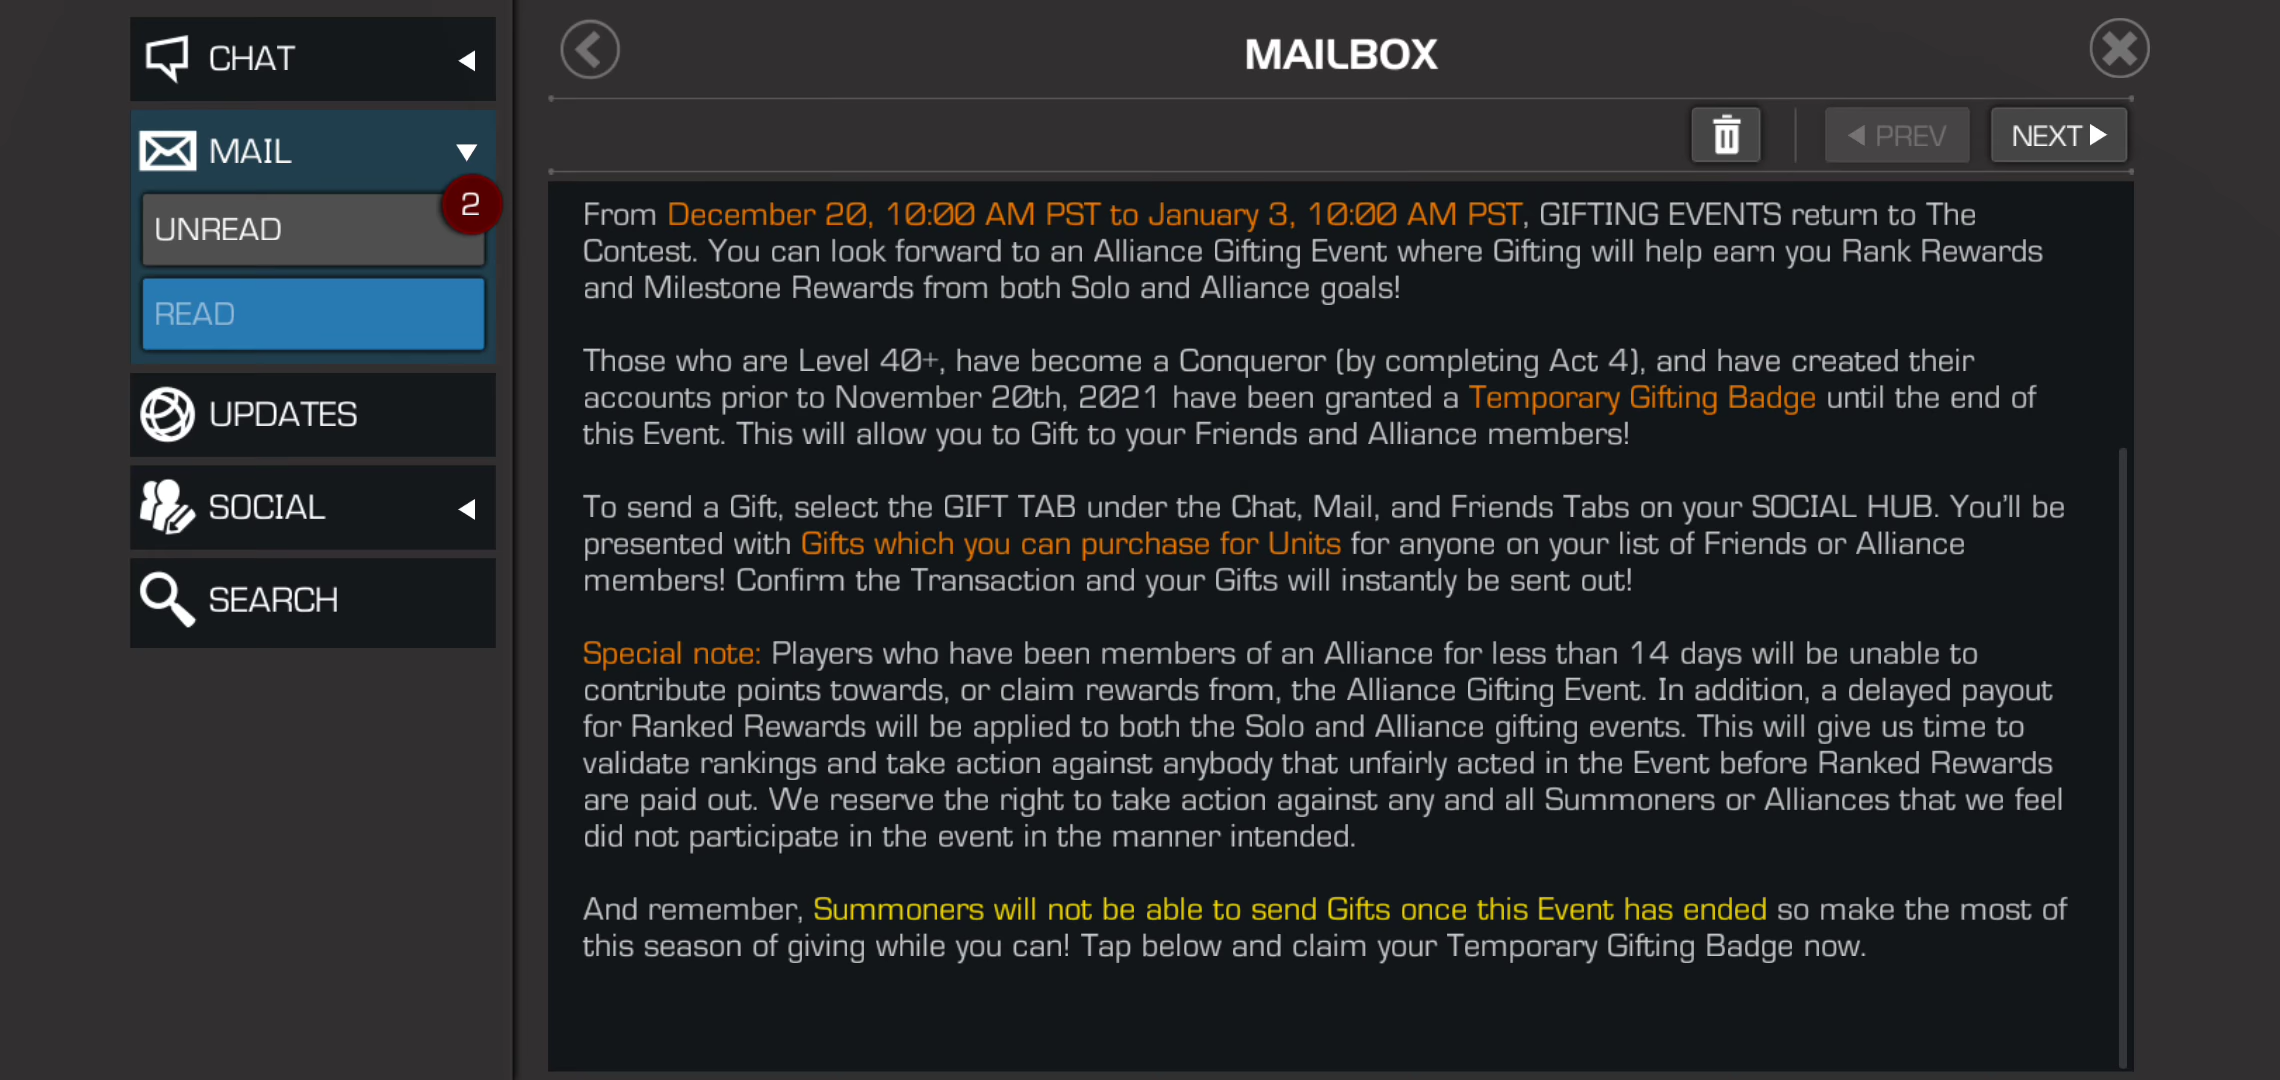 CHAT
MAIL
2
UNREAD
READ
UPDATES
SOCIAL
SEARCH
MAILBOX
PREV
NEXT
From December 20, 10:00 AM PST to January 3, 10:00 AM PST, GIFTING EVENTS return to The
Contest. You can look forward to an Alliance Gifting Event where Gifting will help earn you Rank Rewards
and Milestone Rewards from both Solo and Alliance goals!
Those who are Level 40+, have become a Conqueror (by completing Act 4), and have created their
accounts prior to November 20th, 2021 have been granted a Temporary Gifting Badge until the end of
this Event. This will allow you to Gift to your Friends and Alliance members!
To send a Gift, select the GIFT TAB under the Chat, Mail, and Friends Tabs on your SOCIAL HUB. You'll be
presented with Gifts which you can purchase for Units for anyone on your list of Friends or Alliance
members! Confirm the Transaction and your Gifts will instantly be sent out!
Special note: Players who have been members of an Alliance for less than 14 days will be unable to
contribute points towards, or claim rewards from, the Alliance Gifting Event. In addition, a delayed payout
for Ranked Rewards will be applied to both the Solo and Alliance gifting events. This will give us time to
validate rankings and take action against anybody that unfairly acted in the Event before Ranked Rewards
are paid out. We reserve the right to take action against any and all Summoners or Alliances that we feel
did not participate in the event in the manner intended.
And remember, Summoners will not be able to send Gifts once this Event has ended so make the most of
this season of giving while you can! Tap below and claim your Temporary Gifting Badge now.